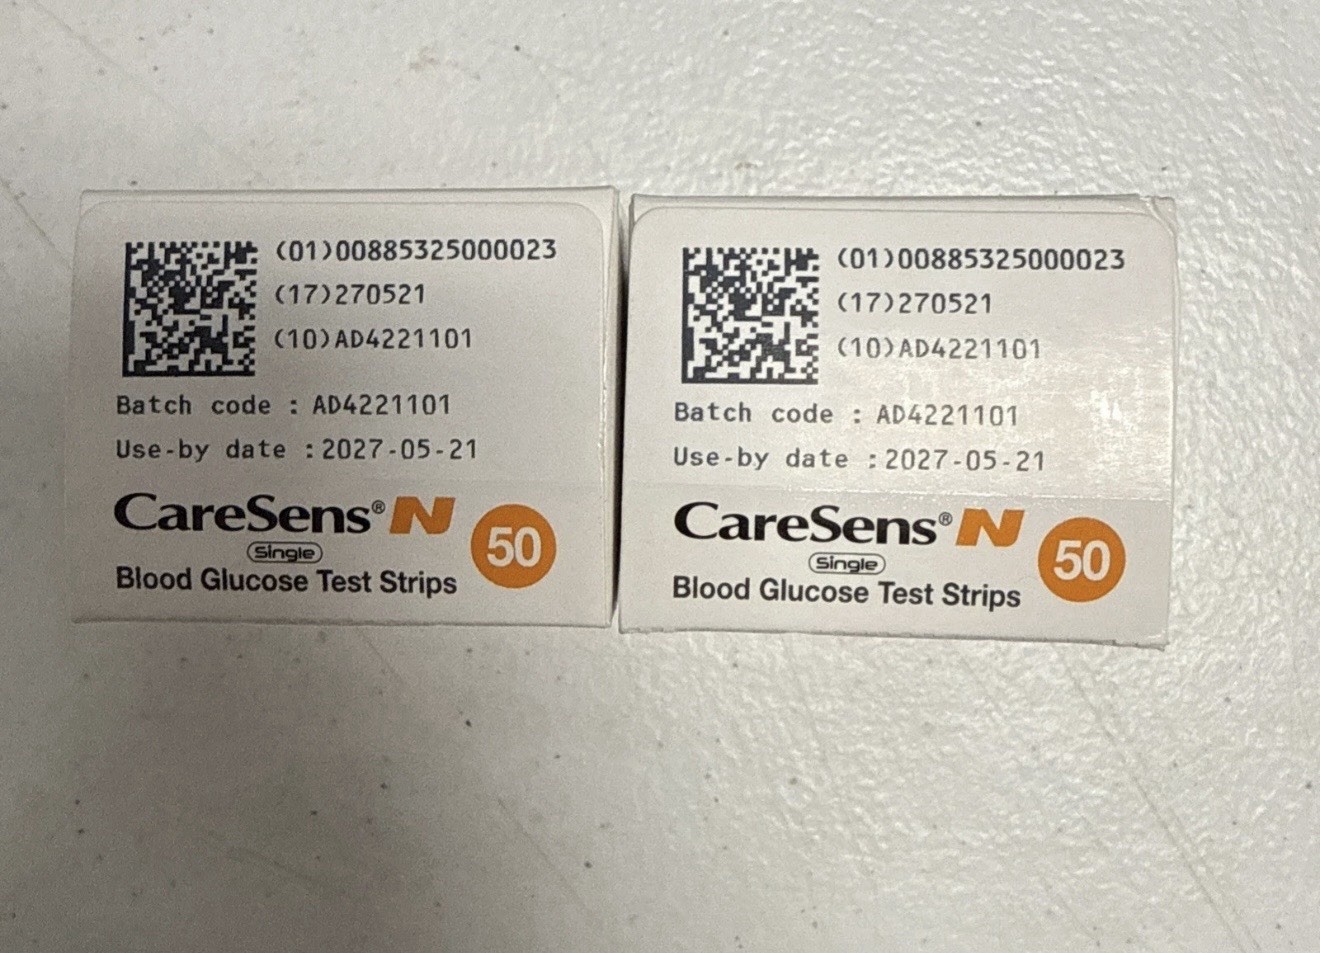 (01)00885325000023
(17)270521
(10)AD4221101
Batch code : AD4221101
Use-by date :2027-05-21
CareSens® N
Single
50
Blood Glucose Test Strips
(01)00885325000023
(17)270521
(10)AD4221101
Batch code : AD4221101
Use-by date :2027-05-21
CareSens® N
Single
50
Blood Glucose Test Strips